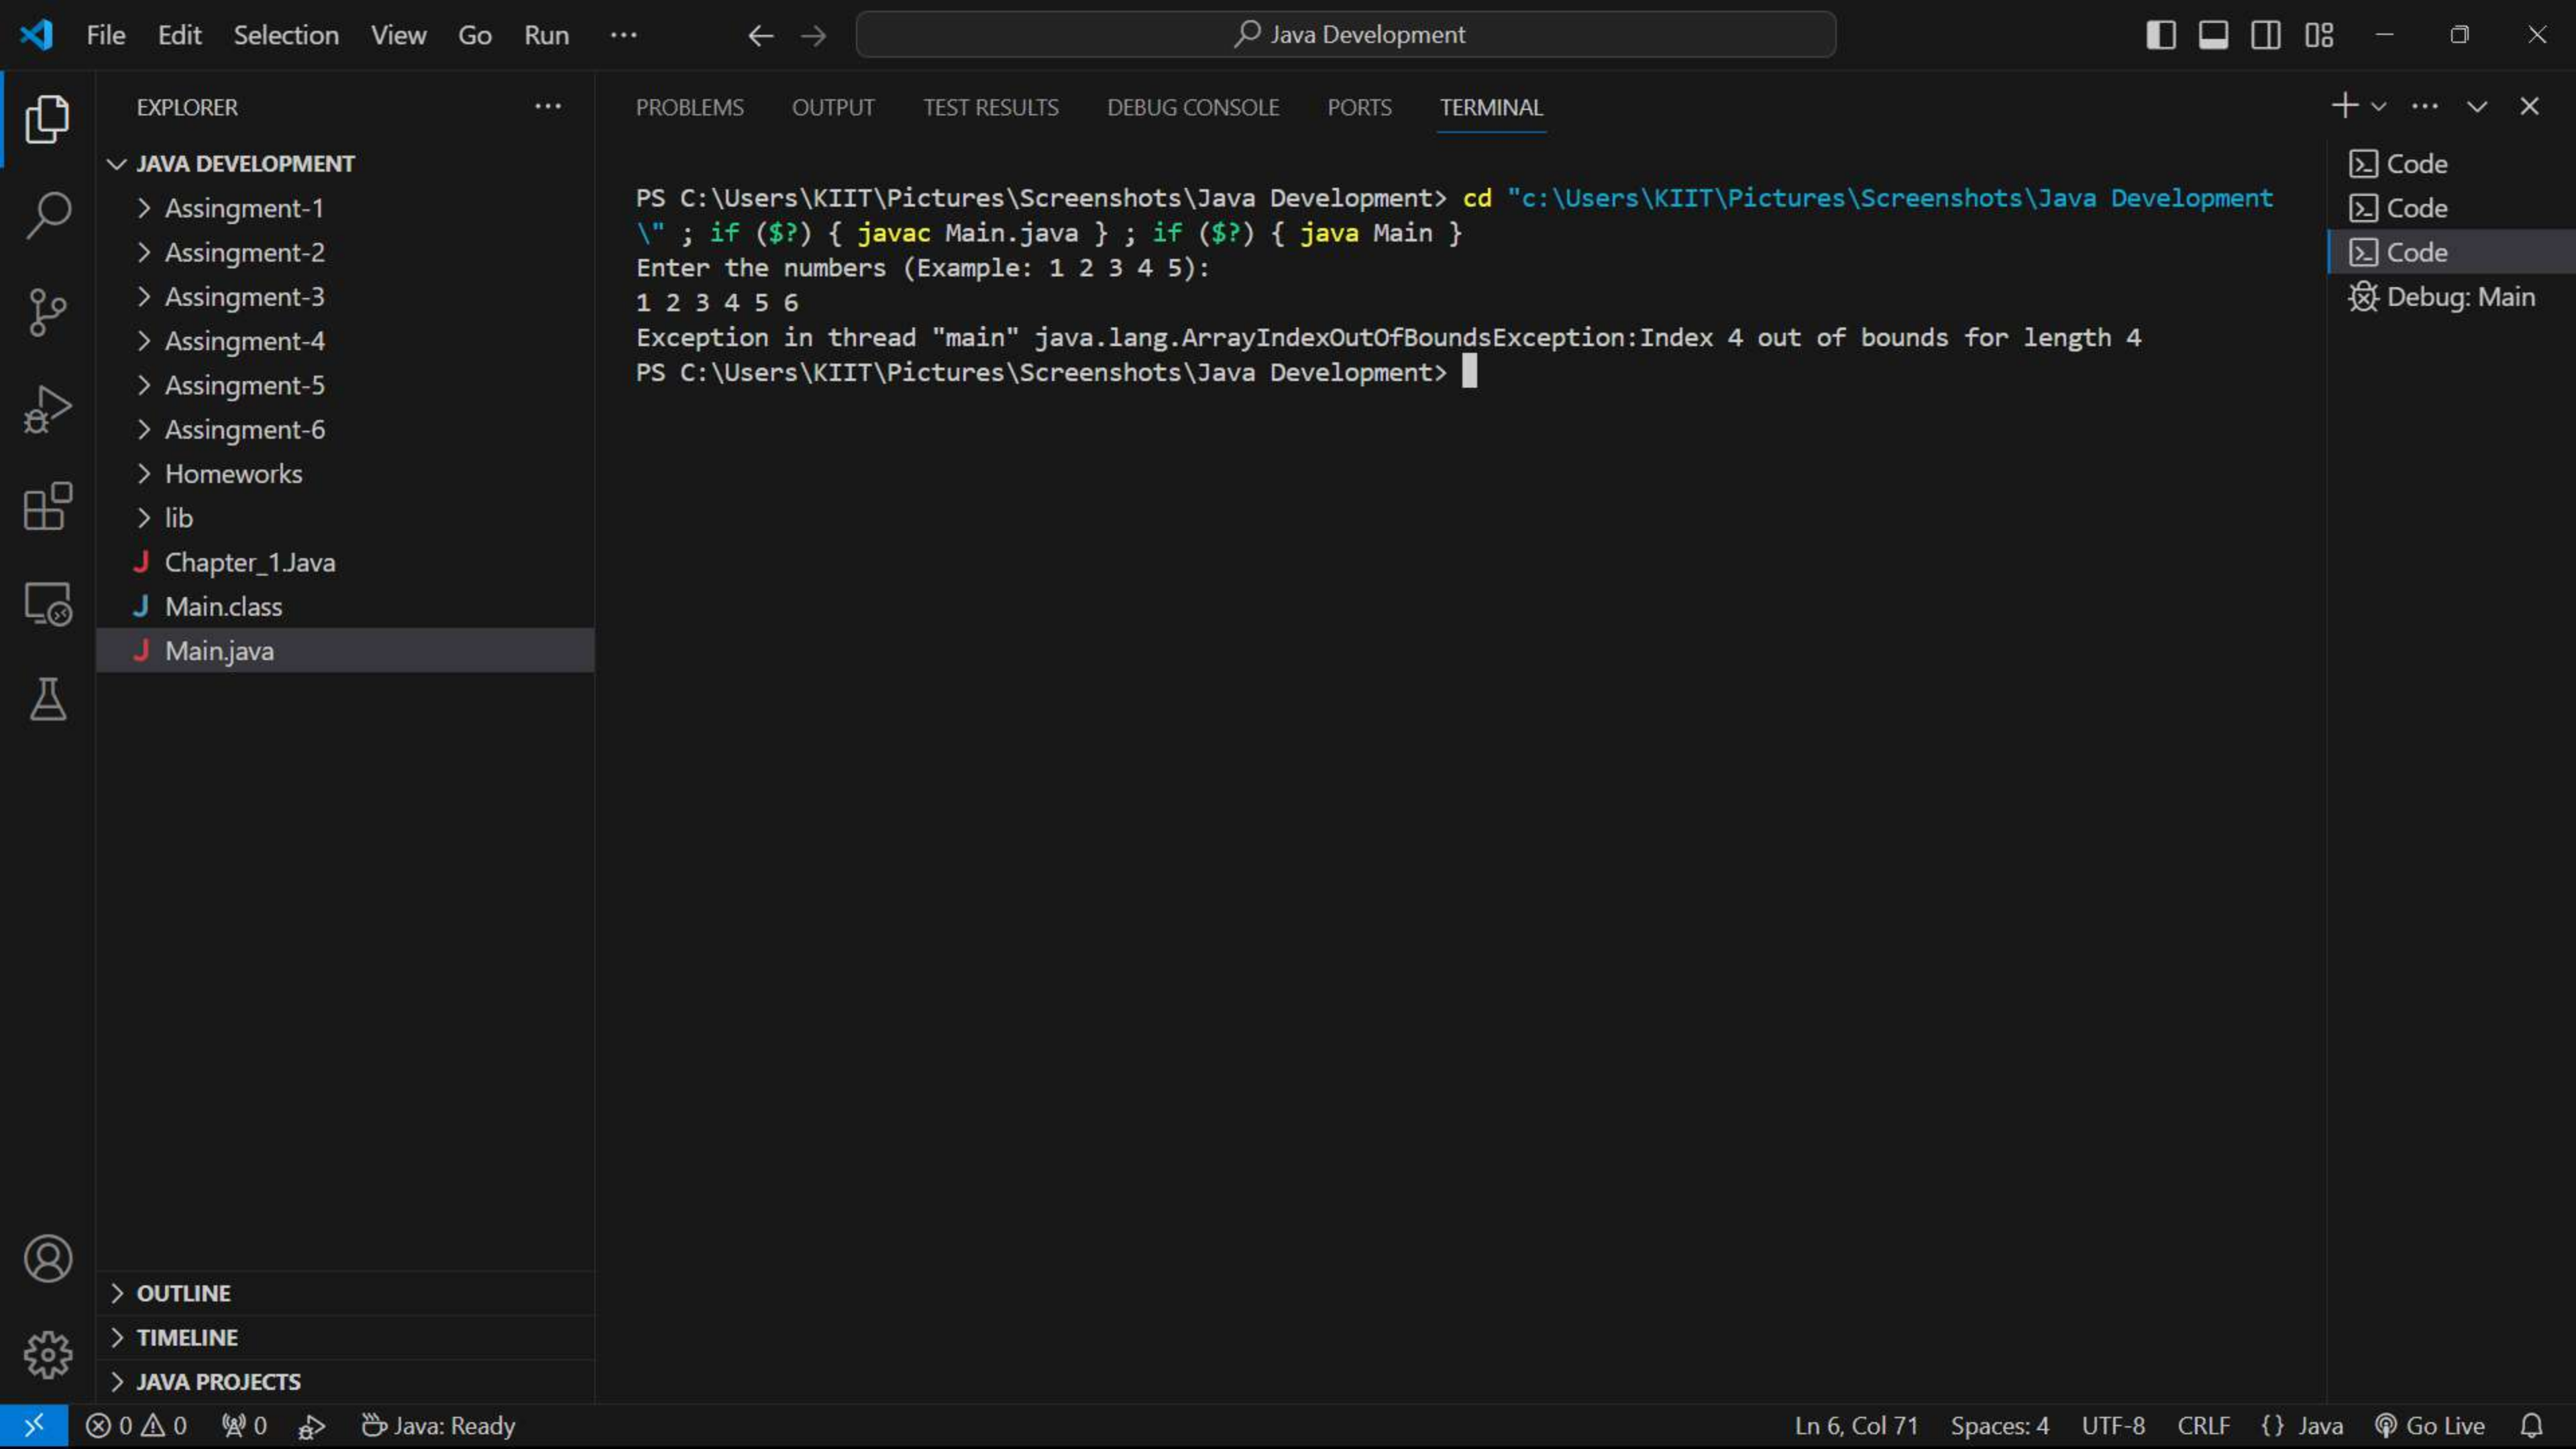 File Edit Selection View Go Run ...
Java Development
EXPLORER ...
JAVA DEVELOPMENT
Assingment-1
Assingment-2
Assingment-3
Assingment-4
Assingment-5
Assingment-6
Homeworks
lib
J Chapter_1.Java
J Main.class
J Main.java
OUTLINE
TIMELINE
JAVA PROJECTS
PROBLEMS OUTPUT TEST RESULTS DEBUG CONSOLE PORTS TERMINAL
PS C:\Users\KIIT\Pictures\Screenshots\Java Development> cd "c:\Users\KIIT\Pictures\Screenshots\Java Development
\" ; if ($?) { javac Main.java } ; if ($?) { java Main }
Enter the numbers (Example: 1 2 3 4 5):
1 2 3 4 5 6
Exception in thread "main" java.lang.ArrayIndexOutOfBoundsException:Index 4 out of bounds for length 4
PS C:\Users\KIIT\Pictures\Screenshots\Java Development>
Code
Code
Code
Debug: Main
0 0 0 Java: Ready
Ln 6, Col 71 Spaces: 4 UTF-8 CRLF {} Java Go Live